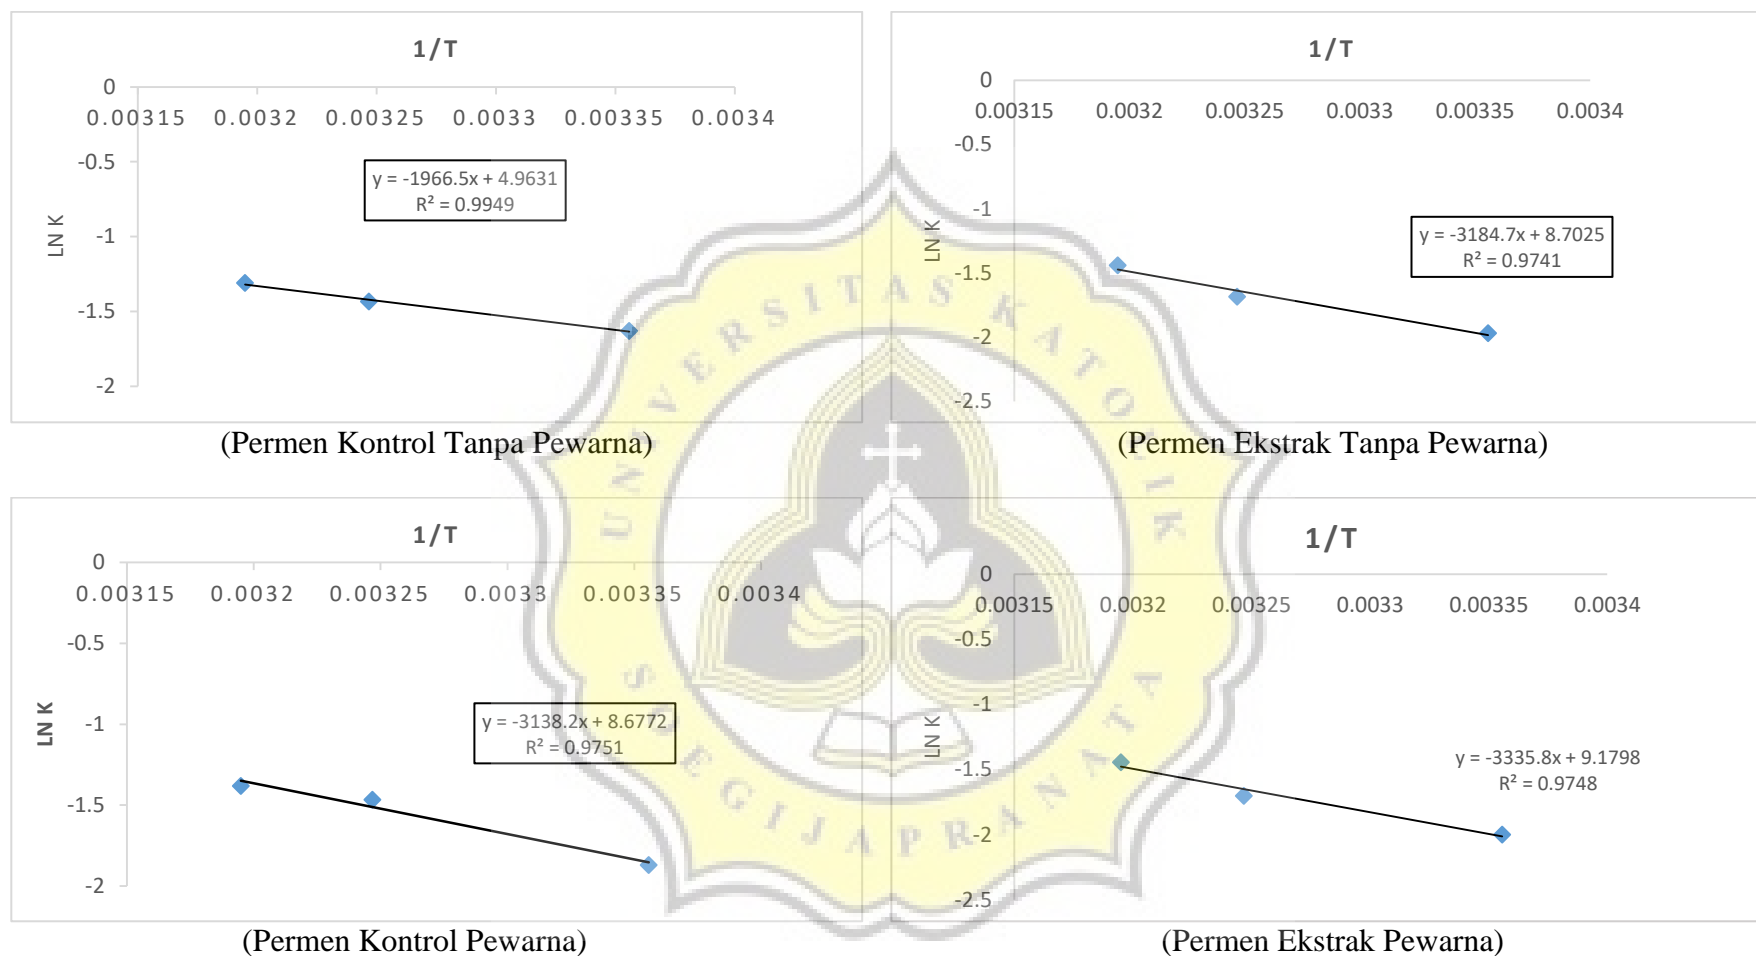 1/T
0
0.00315 0.0032 0.00325 0.0033 0.00335 0.0034
-0.5
y = -1966.5x + 4.9631
R² = 0.9949
-1
LN K
-1.5
-2
(Permen Kontrol Tanpa Pewarna)
1/T
0
0.00315 0.0032 0.00325 0.0033 0.00335 0.0034
-0.5
-1
LN K
y = -3184.7x + 8.7025
R² = 0.9741
-1.5
-2
-2.5
(Permen Ekstrak Tanpa Pewarna)
1/T
0
0.00315 0.0032 0.00325 0.0033 0.00335 0.0034
-0.5
-1
LN K
y = -3138.2x + 8.6772
R² = 0.9751
-1.5
-2
(Permen Kontrol Pewarna)
1/T
0
0.00315 0.0032 0.00325 0.0033 0.00335 0.0034
-0.5
-1
LN K
-1.5
y = -3335.8x + 9.1798
R² = 0.9748
-2
-2.5
(Permen Ekstrak Pewarna)
UNIVERSITAS KATOLIK
SOEGIJAPRANATA